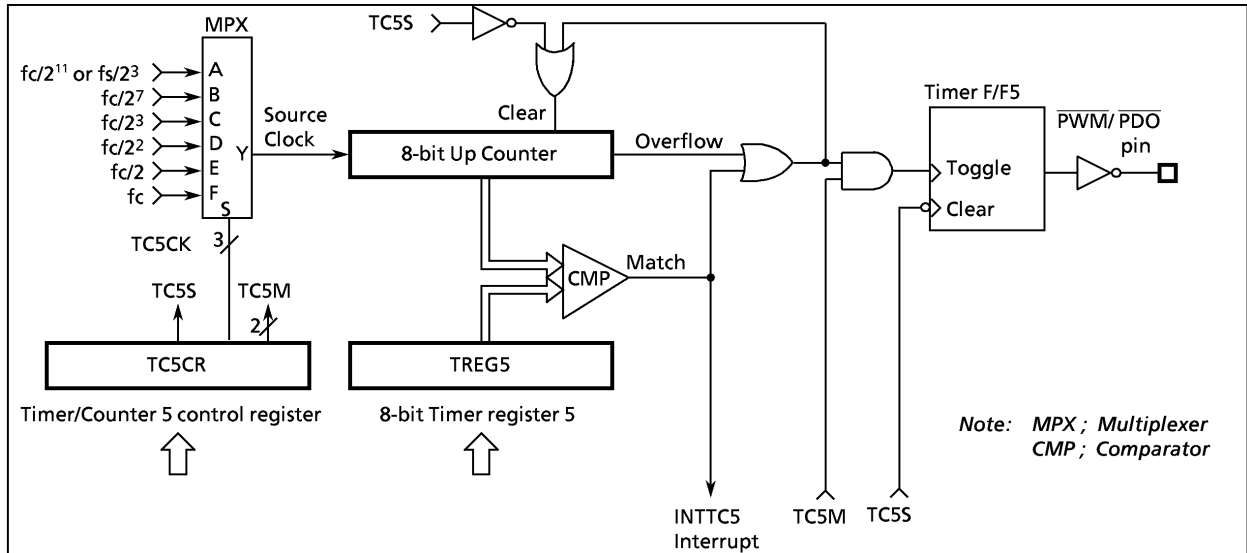 MPX
TC5S
fc/2¹¹ or fs/2³
A
fc/2⁷
B
fc/2³
C
fc/2²
D
fc/2
E
fc
F
Y
S
Source
Clock
Clear
8-bit Up Counter
Overflow
Timer F/F5
Toggle
Clear
PWM/ PDO
pin
TC5CK
3
TC5S
TC5M
2
CMP
Match
TC5CR
TREG5
Timer/Counter 5 control register
8-bit Timer register 5
Note: MPX ; Multiplexer
CMP ; Comparator
INTTC5
Interrupt
TC5M
TC5S